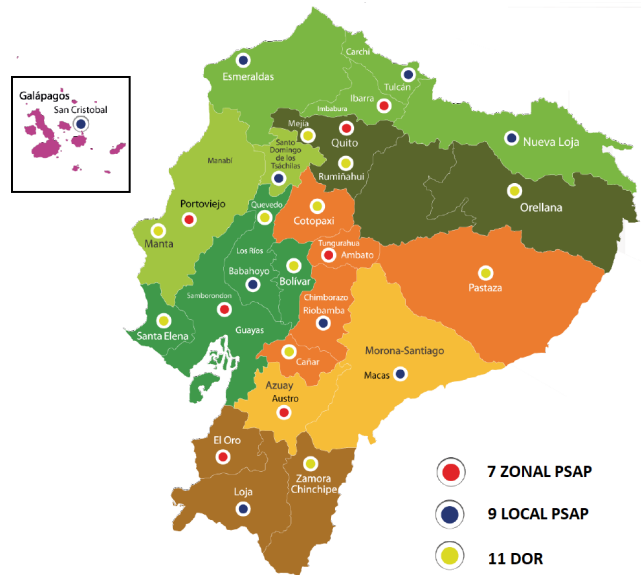 Carchi
Esmeraldas
Tulcán
Ibarra
Imbabura
Galápagos
San Cristobal
Mejía
Quito
Nueva Loja
Santo
Domingo
de los
Tsáchilas
Manabí
Rumiñahui
Orellana
Quevedo
Portoviejo
Cotopaxi
Manta
Tungurahua
Ambato
Los Ríos
Babahoyo
Bolívar
Pastaza
Samborondon
Chimborazo
Riobamba
Santa Elena
Guayas
Cañar
Morona-Santiago
Macas
Azuay
Austro
El Oro
Zamora
Chinchipe
Loja
7 ZONAL PSAP
9 LOCAL PSAP
11 DOR